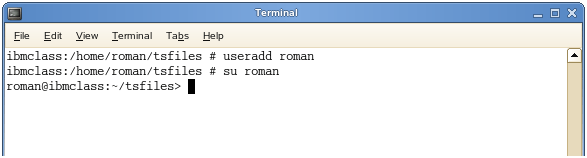 Terminal
File Edit View Terminal Tabs Help
ibmclass:/home/roman/tsfiles # useradd roman
ibmclass:/home/roman/tsfiles # su roman
roman@ibmclass:~/tsfiles>